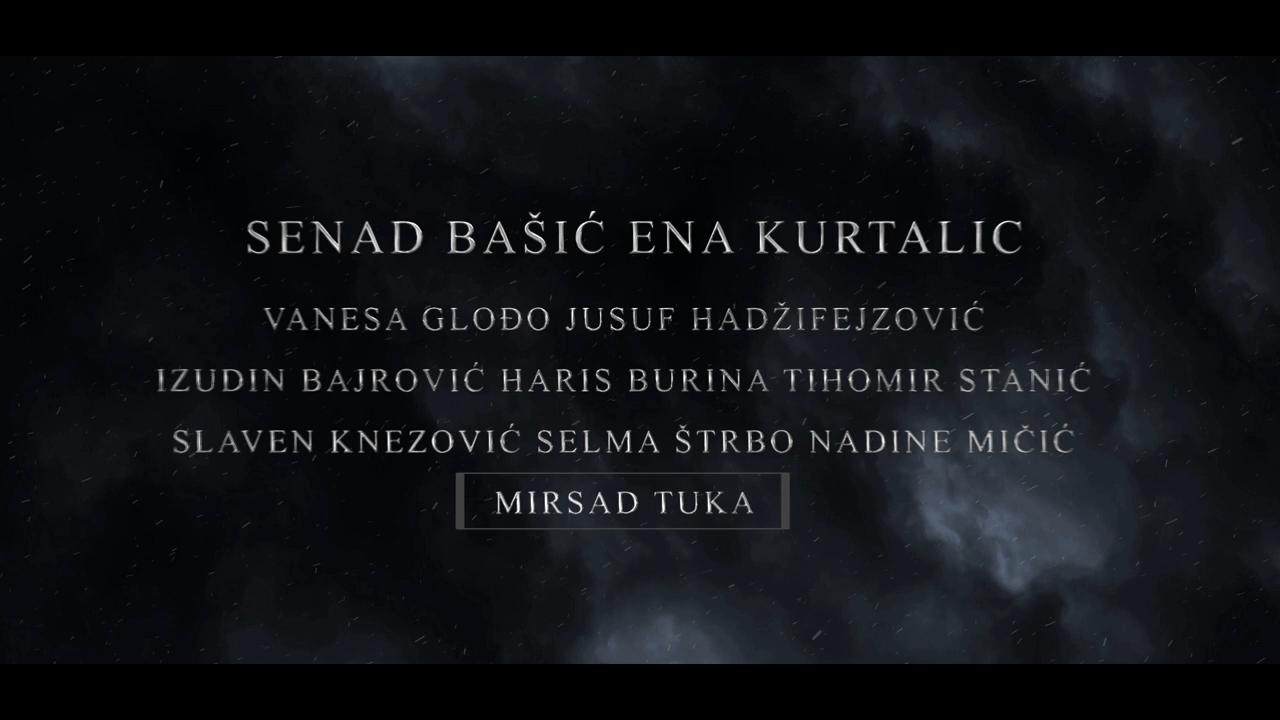 SENAD BAŠIĆ ENA KURTALIC
VANESA GLOĐO JUSUF HADŽIFEJZOVIĆ
IZUDIN BAJROVIĆ HARIS BURINA TIHOMIR STANIĆ
SLAVEN KNEZOVIĆ SELMA ŠTRBO NADINE MIČIĆ
MIRSAD TUKA